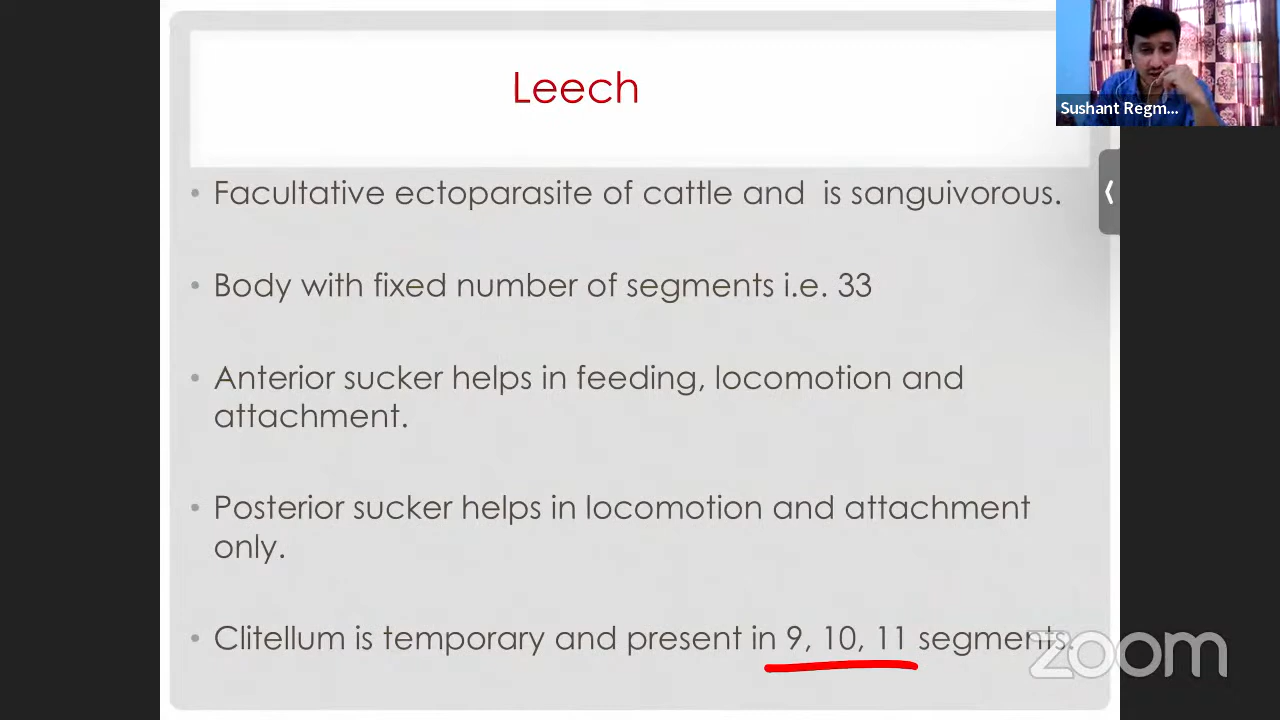 Leech
Sushant Regm...
• Facultative ectoparasite of cattle and  is sanguivorous.
• Body with fixed number of segments i.e. 33
• Anterior sucker helps in feeding, locomotion and
attachment.
• Posterior sucker helps in locomotion and attachment
only.
• Clitellum is temporary and present in 9, 10, 11 segments.
zoom